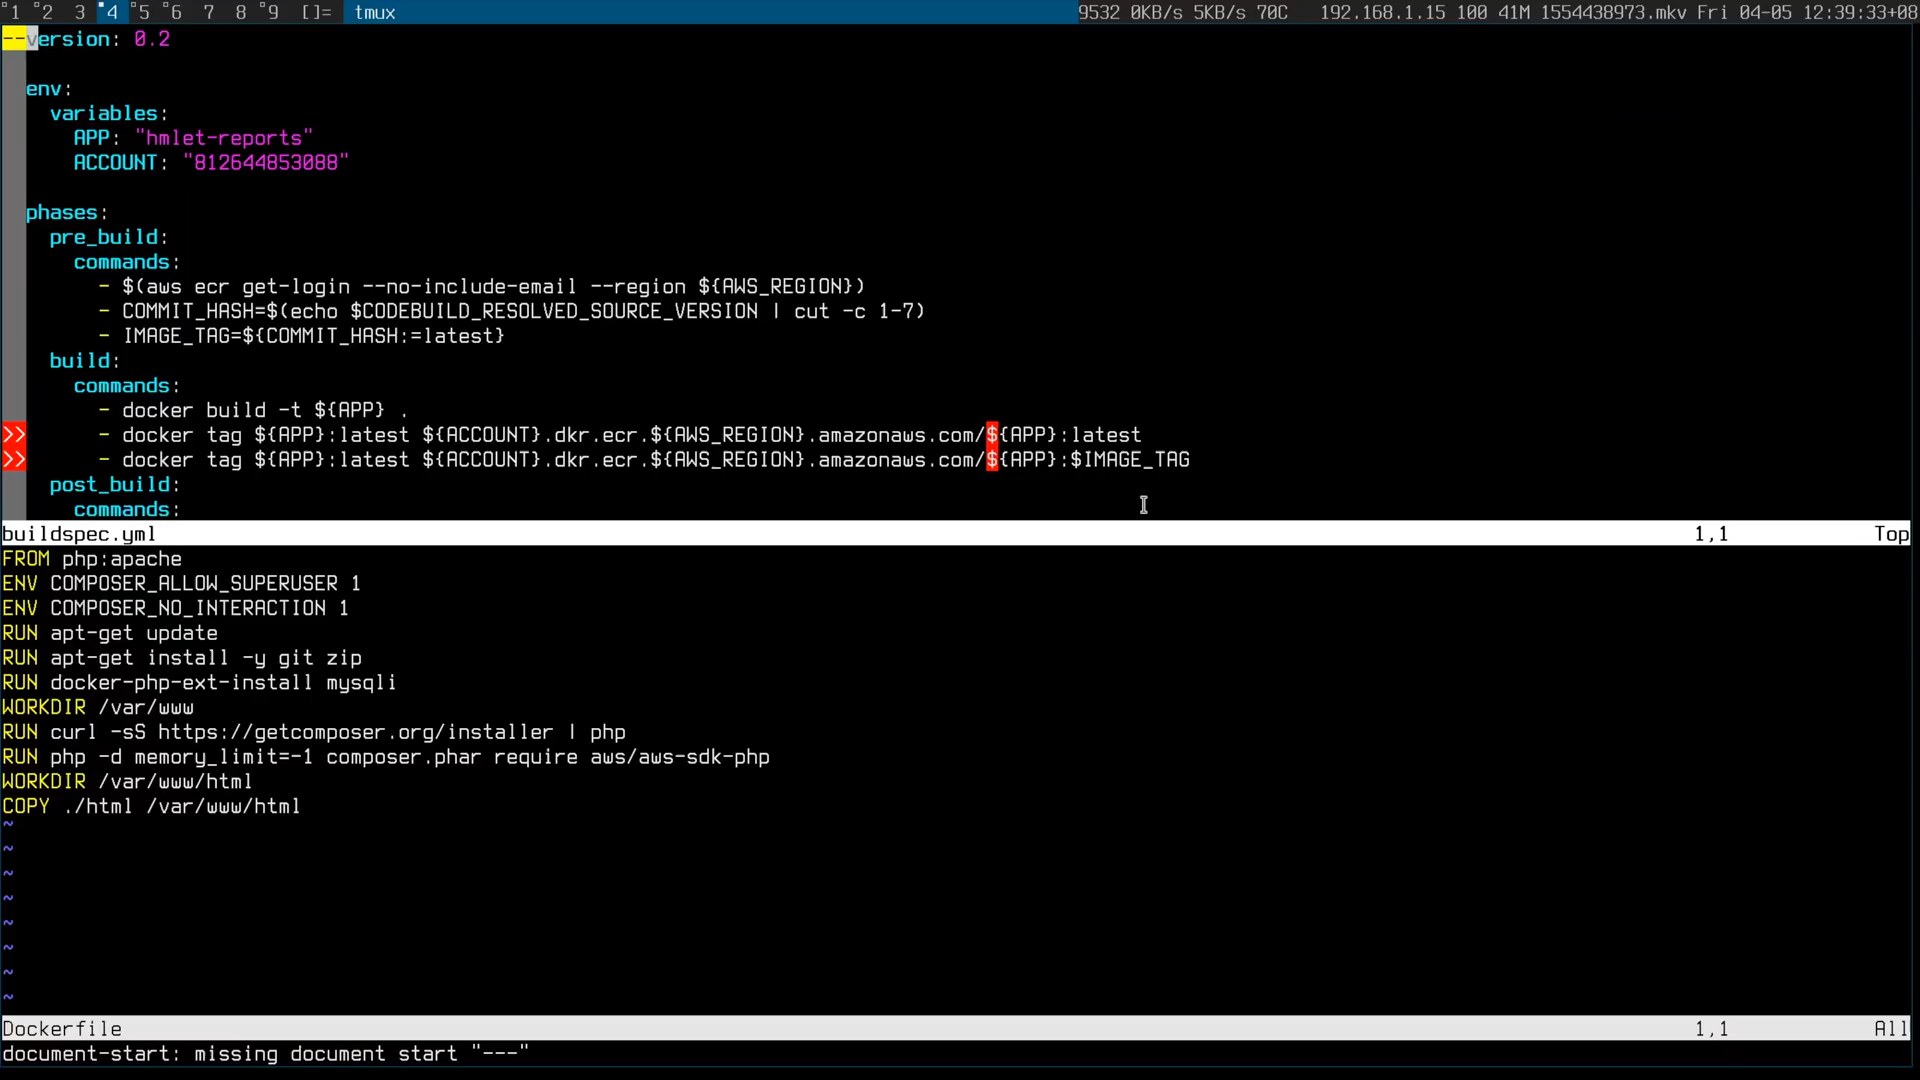 1 2 3 4 5 6 7 8 9 []= tmux 9532 0KB/s 5KB/s 70C 192.168.1.15 100 41M 1554438973.mkv Fri 04-05 12:39:33+08
--version: 0.2
env:
variables:
APP: "hmlet-reports"
ACCOUNT: "812644853088"
phases:
pre_build:
commands:
- $(aws ecr get-login --no-include-email --region ${AWS_REGION})
- COMMIT_HASH=$(echo $CODEBUILD_RESOLVED_SOURCE_VERSION | cut -c 1-7)
- IMAGE_TAG=${COMMIT_HASH:=latest}
build:
commands:
- docker build -t ${APP} .
>> - docker tag ${APP}:latest ${ACCOUNT}.dkr.ecr.${AWS_REGION}.amazonaws.com/${APP}:latest
>> - docker tag ${APP}:latest ${ACCOUNT}.dkr.ecr.${AWS_REGION}.amazonaws.com/${APP}:$IMAGE_TAG
post_build:
commands:
buildspec.yml 1,1 Top
FROM php:apache
ENV COMPOSER_ALLOW_SUPERUSER 1
ENV COMPOSER_NO_INTERACTION 1
RUN apt-get update
RUN apt-get install -y git zip
RUN docker-php-ext-install mysqli
WORKDIR /var/www
RUN curl -sS https://getcomposer.org/installer | php
RUN php -d memory_limit=-1 composer.phar require aws/aws-sdk-php
WORKDIR /var/www/html
COPY ./html /var/www/html
~
~
~
~
~
~
~
~
Dockerfile 1,1 All
document-start: missing document start "---"